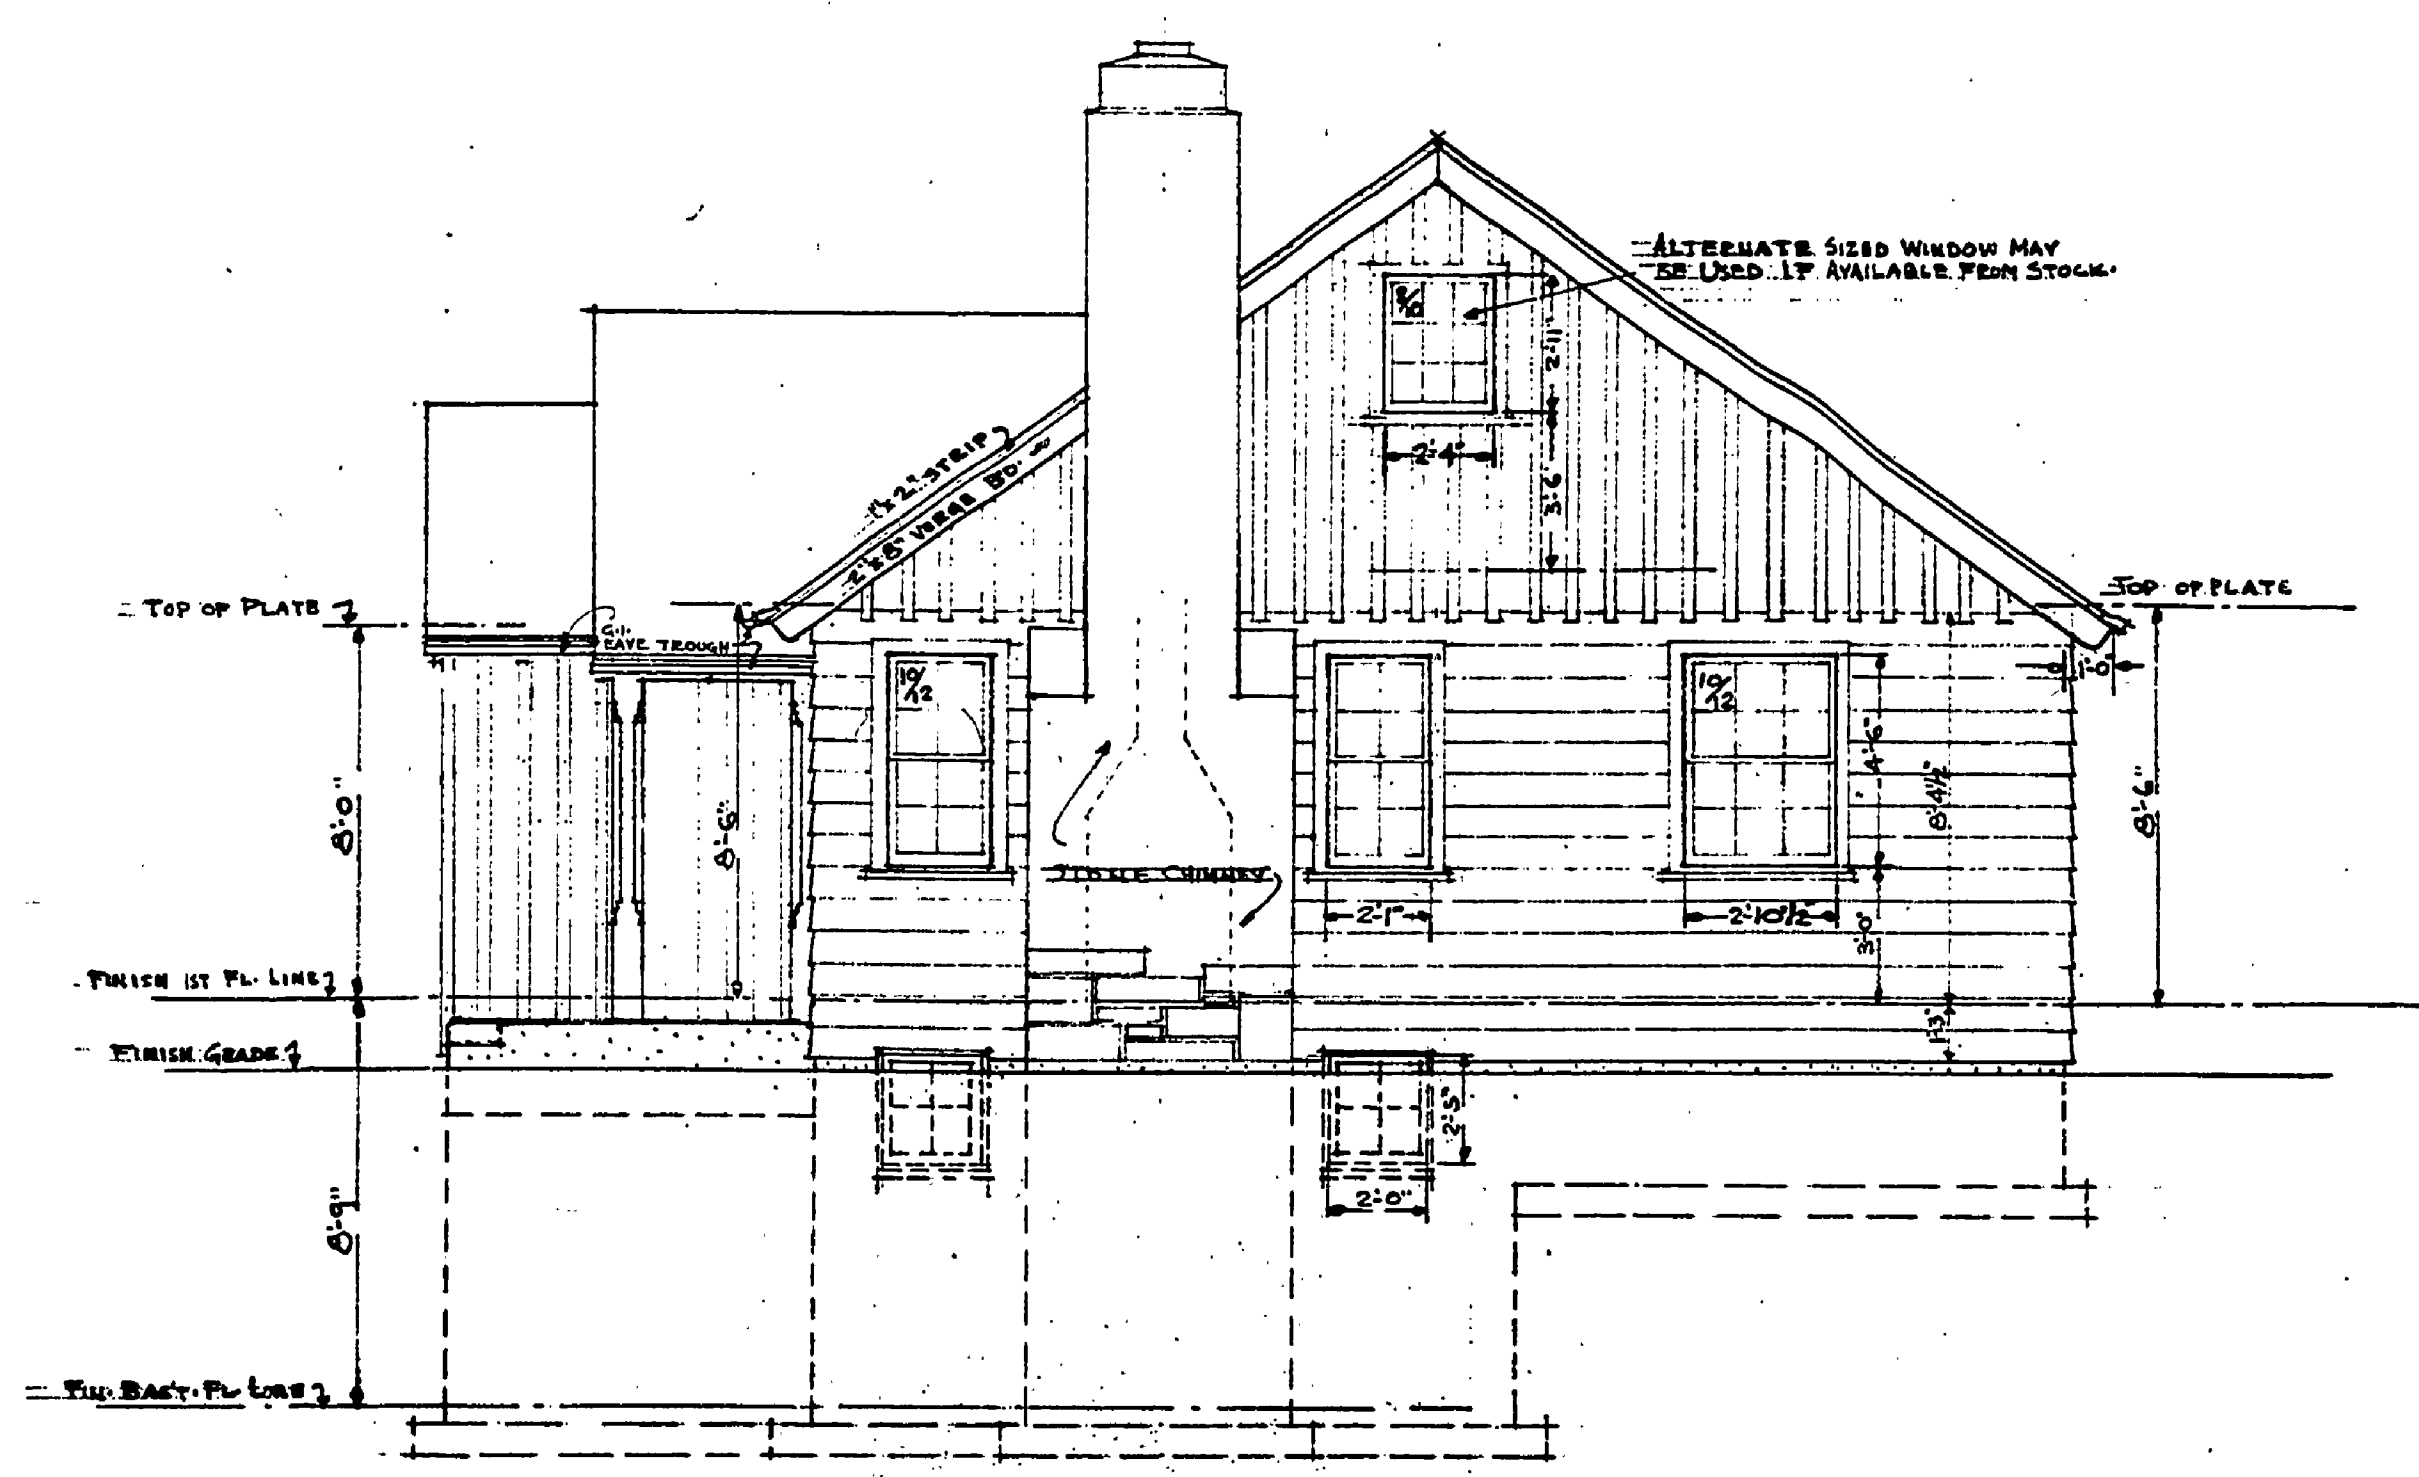 ALTERNATE SIZED WINDOW MAY
BE USED IF AVAILABLE FROM STOCK.
2'-11"
2'-4"
3'-6"
1"x2" STRIP
2"x8" VERGE BD.
TOP OF PLATE
TOP OF PLATE
G.I.
EAVE TROUGH
10/12
10/12
1'-0"
8'-0"
8'-6"
4'-6"
8'-4½"
8'-6"
STONE CHIMNEY
2'-1"
2'-10½"
3'-0"
FINISH 1ST FL. LINE
1'-3"
FINISH GRADE
2'-5"
2'-0"
8'-9"
FIN. BAS'T. FL. LINE